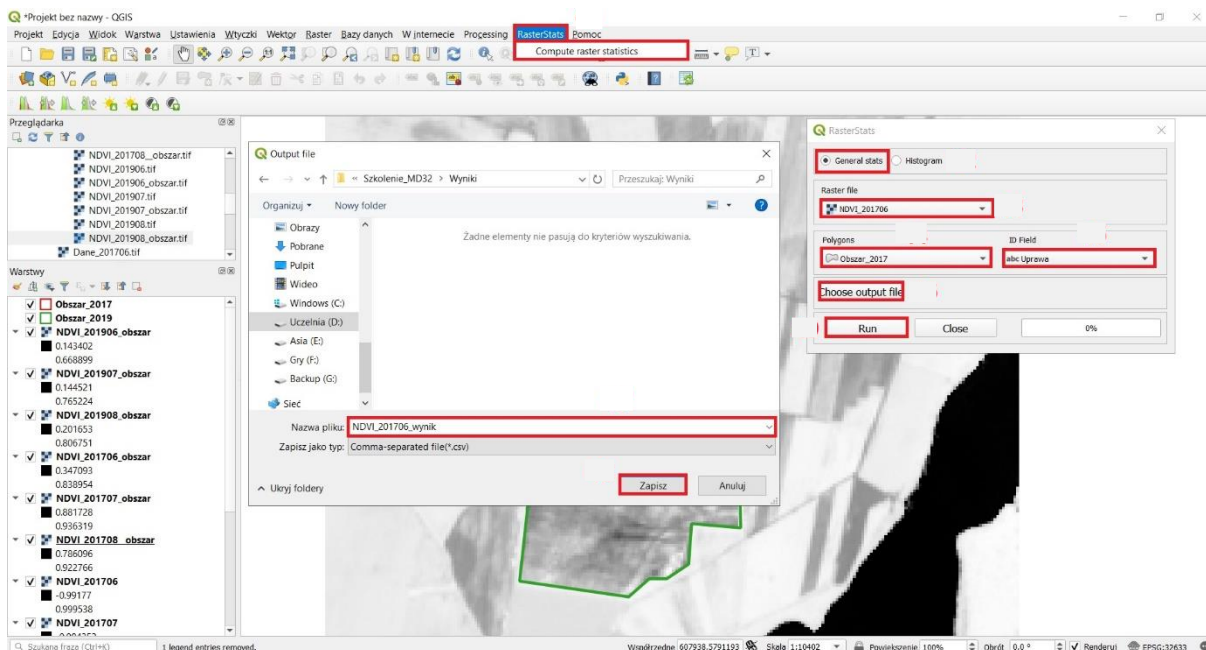 *Projekt bez nazwy - QGIS
Projekt Edycja Widok Warstwa Ustawienia Wtyczki Wektor Raster Bazy danych W internecie Processing RasterStats Pomoc
Compute raster statistics
Przeglądarka
NDVI_201708__obszar.tif
NDVI_201906.tif
NDVI_201906_obszar.tif
NDVI_201907.tif
NDVI_201907_obszar.tif
NDVI_201908.tif
NDVI_201908_obszar.tif
Dane_201706.tif
Warstwy
Obszar_2017
Obszar_2019
NDVI_201906_obszar
0.143402
0.668899
NDVI_201907_obszar
0.144521
0.765224
NDVI_201908_obszar
0.201653
0.806751
NDVI_201706_obszar
0.347093
0.838954
NDVI_201707_obszar
0.881728
0.936319
NDVI_201708__obszar
0.786096
0.922766
NDVI_201706
-0.99177
0.999538
NDVI_201707
Output file
« Szkolenie_MD32 > Wyniki
Przeszukaj: Wyniki
Organizuj
Nowy folder
Obrazy
Pobrane
Pulpit
Wideo
Windows (C:)
Uczelnia (D:)
Asia (E:)
Gry (F:)
Backup (G:)
Sieć
Żadne elementy nie pasują do kryteriów wyszukiwania.
Nazwa pliku: NDVI_201706_wynik
Zapisz jako typ: Comma-separated file(*.csv)
Ukryj foldery
Zapisz
Anuluj
RasterStats
General stats
Histogram
Raster file
NDVI_201706
Polygons
ID Field
Obszar_2017
abc Uprawa
Choose output file
Run
Close
0%
Szukana fraza (Ctrl+K)
1 legend entries removed.
Współrzędne 607938.5791193
Skala 1:10402
Powiększenie 100%
Obrót 0,0 °
Renderuj
EPSG:32633